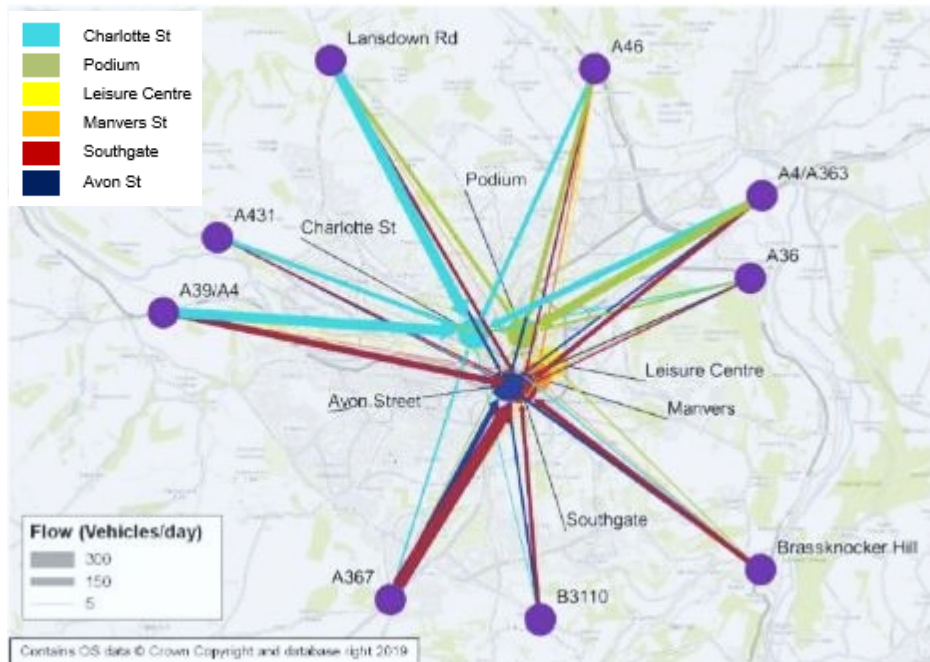 Charlotte St
Podium
Leisure Centre
Manvers St
Southgate
Avon St
Lansdown Rd
A46
Podium
A4/A363
A431
Charlotte St
A36
A39/A4
Leisure Centre
Avon Street
Manvers
Southgate
Flow (Vehicles/day)
300
150
5
A367
B3110
Brassknocker Hill
Contains OS data © Crown Copyright and database right 2019